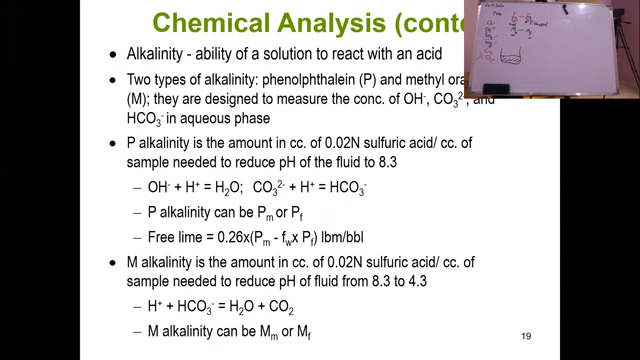 Chemical Analysis (conto
Alkalinity - ability of a solution to react with an acid
Two types of alkalinity: phenolphthalein (P) and methyl ora
(M); they are designed to measure the conc. of OH⁻, CO₃²⁻, and
HCO₃⁻ in aqueous phase
P alkalinity is the amount in cc. of 0.02N sulfuric acid/ cc. of
sample needed to reduce pH of the fluid to 8.3
– OH⁻ + H⁺ = H₂O; CO₃²⁻ + H⁺ = HCO₃⁻
– P alkalinity can be Pₘ or P_f
– Free lime = 0.26x(Pₘ - f_w x P_f) lbm/bbl
M alkalinity is the amount in cc. of 0.02N sulfuric acid/ cc. of
sample needed to reduce pH of fluid from 8.3 to 4.3
– H⁺ + HCO₃⁻ = H₂O + CO₂
– M alkalinity can be Mₘ or M_f
19